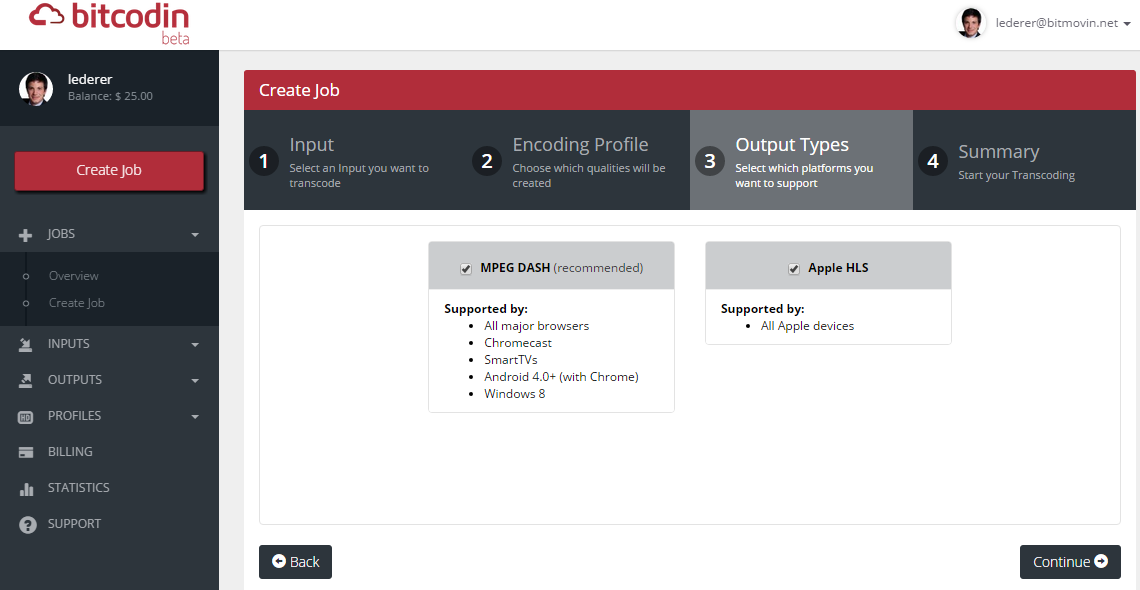 bitcodin
beta
lederer@bitmovin.net
lederer
Balance: $ 25.00
Create Job
JOBS
Overview
Create Job
INPUTS
OUTPUTS
HD PROFILES
BILLING
STATISTICS
? SUPPORT
Create Job
1 Input
Select an Input you want to
transcode
2 Encoding Profile
Choose which qualities will be
created
3 Output Types
Select which platforms you
want to support
4 Summary
Start your Transcoding
MPEG DASH (recommended)
Supported by:
• All major browsers
• Chromecast
• SmartTVs
• Android 4.0+ (with Chrome)
• Windows 8
Apple HLS
Supported by:
• All Apple devices
Back
Continue